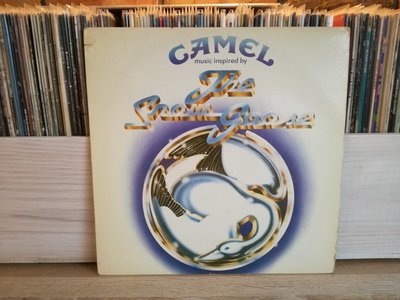 CAMEL
music inspired by
The
Snow Goose